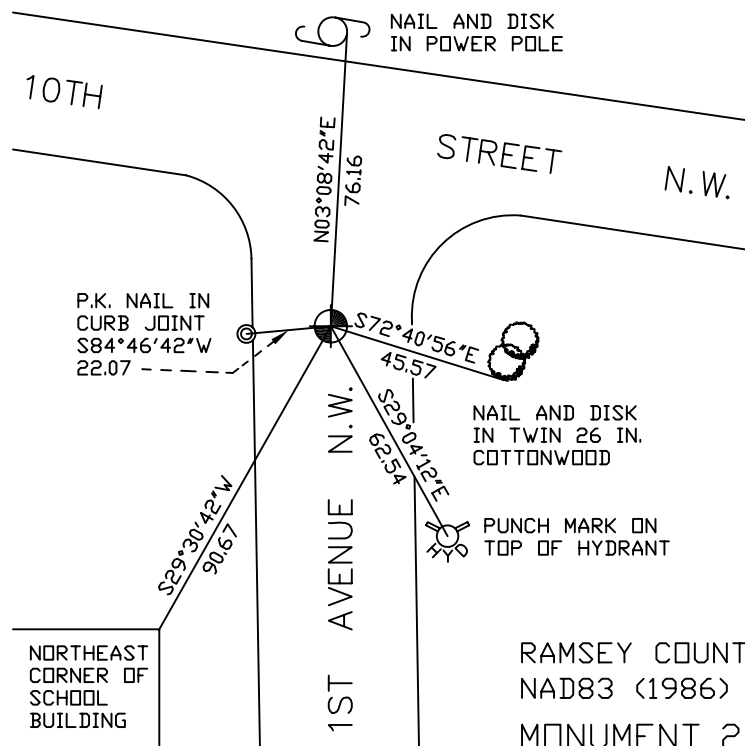 NAIL AND DISK
IN POWER POLE
10TH
STREET
N.W.
N03°08'42"E
76.16
P.K. NAIL IN
CURB JOINT
S84°46'42"W
22.07
S72°40'56"E
45.57
NAIL AND DISK
IN TWIN 26 IN.
COTTONWOOD
S29°04'12"E
62.54
HYD
PUNCH MARK ON
TOP OF HYDRANT
S29°30'42"W
90.67
1ST AVENUE N.W.
NORTHEAST
CORNER OF
SCHOOL
BUILDING
RAMSEY COUNT
NAD83 (1986)
MONUMENT 2